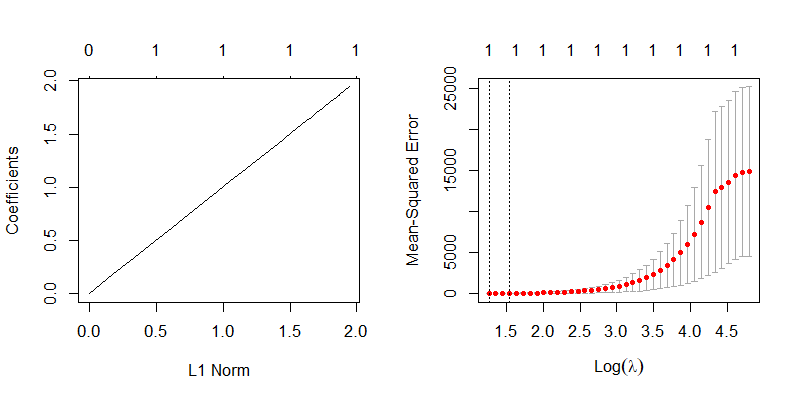 0 1 1 1 1
Coefficients
2.0
1.5
1.0
0.5
0.0
0.0 0.5 1.0 1.5 2.0
L1 Norm
1 1 1 1 1 1 1 1 1 1
Mean-Squared Error
25000
15000
5000
0
1.5 2.0 2.5 3.0 3.5 4.0 4.5
Log(λ)